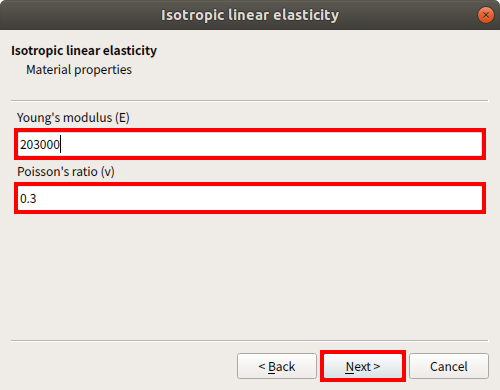 Isotropic linear elasticity
Isotropic linear elasticity
Material properties
Young's modulus (E)
203000
Poisson's ratio (v)
0.3
< Back Next > Cancel